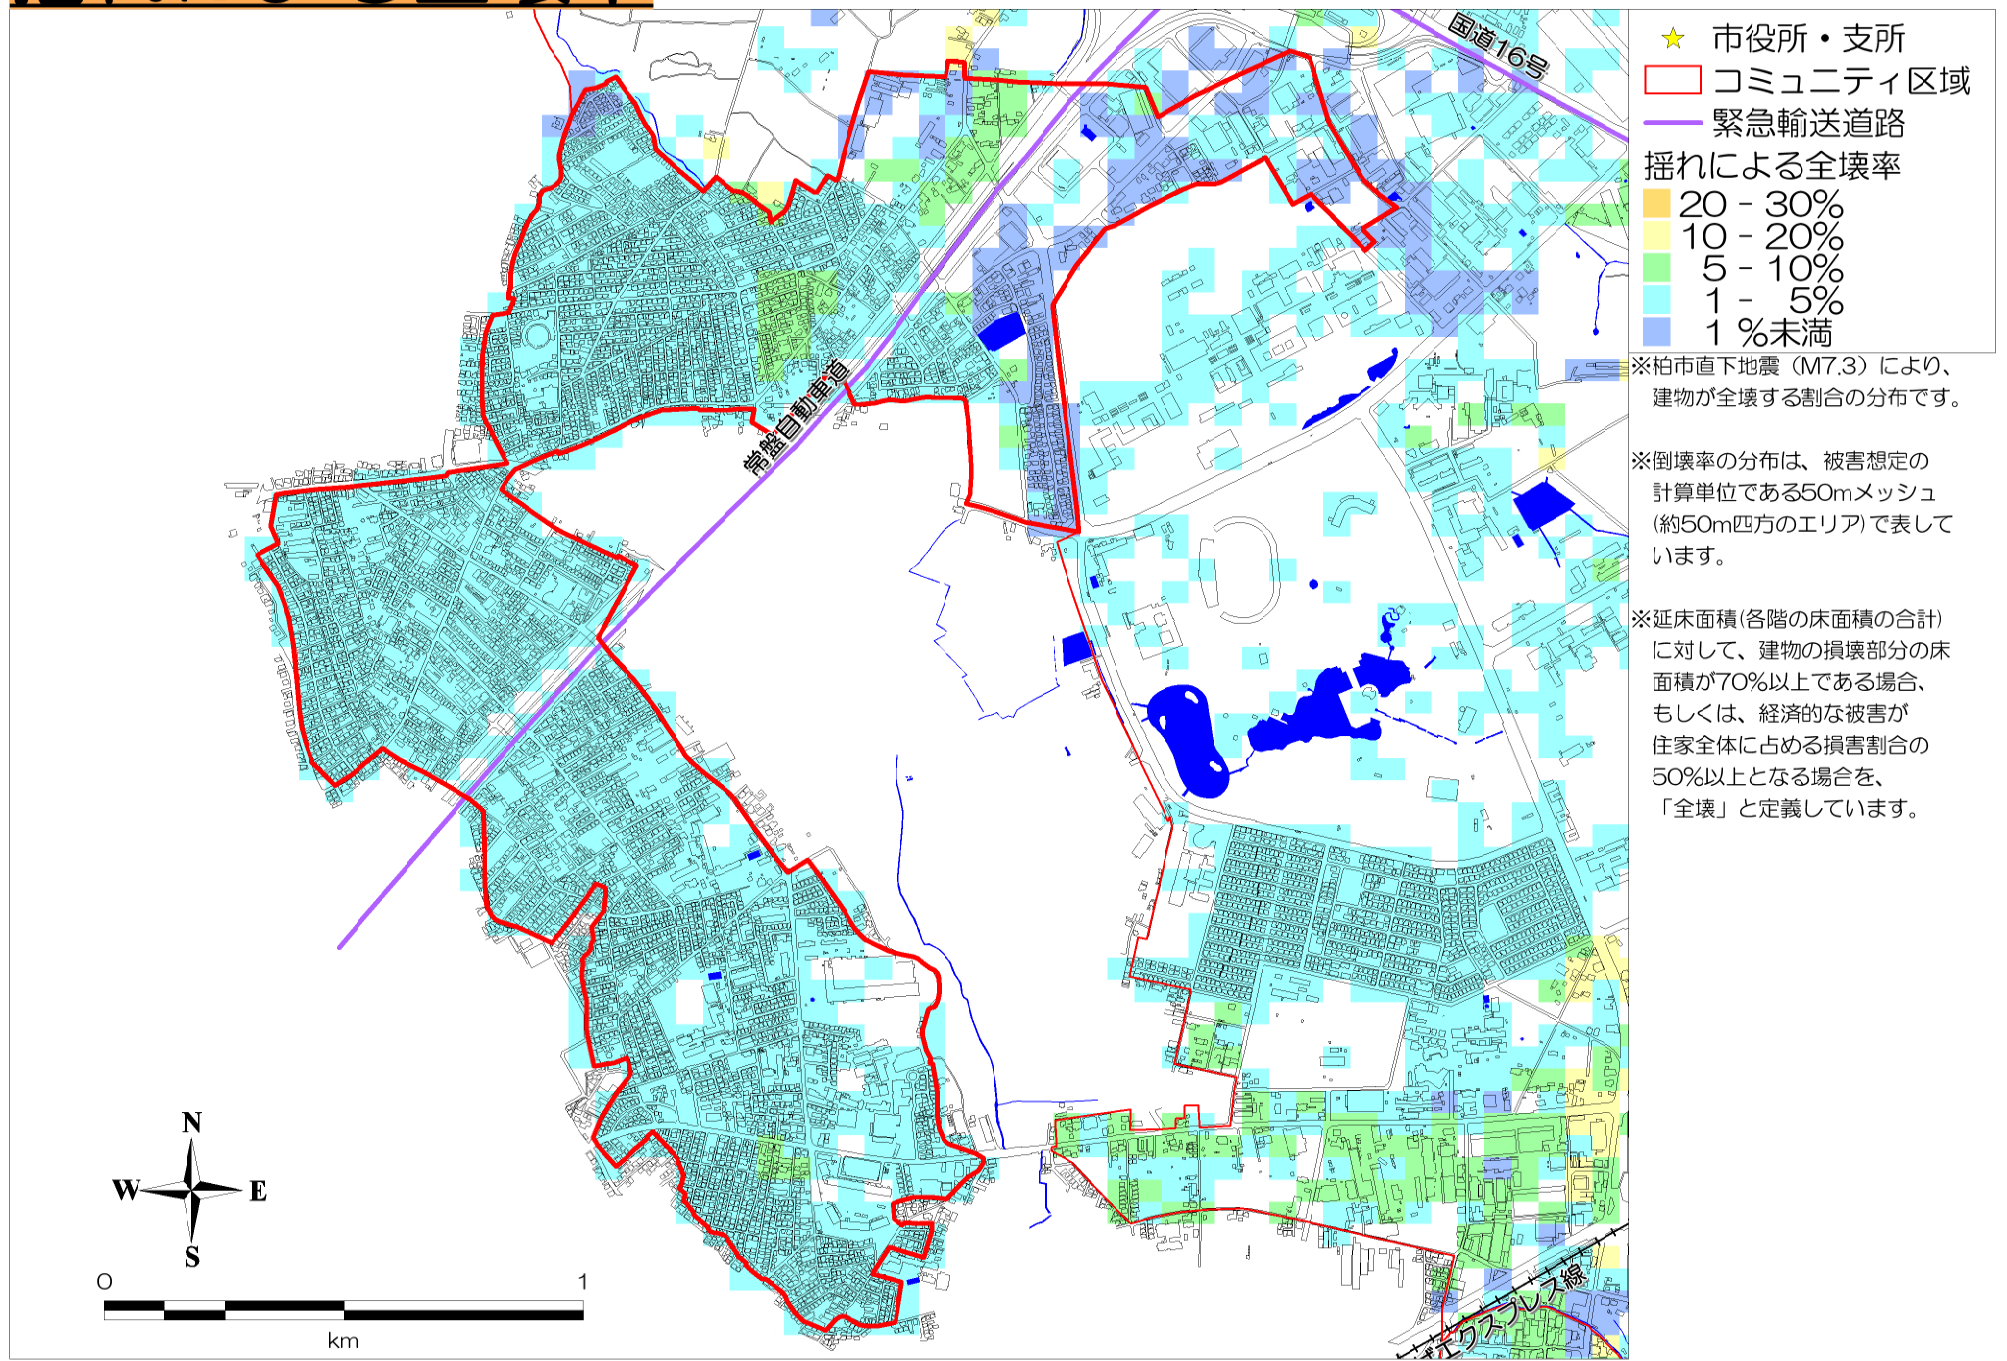 国道16号
市役所・支所
コミュニティ区域
緊急輸送道路
揺れによる全壊率
20 - 30%
10 - 20%
5 - 10%
1 - 5%
1 %未満
※柏市直下地震（M7.3）により、
建物が全壊する割合の分布です。
※倒壊率の分布は、被害想定の
計算単位である50mメッシュ
(約50m四方のエリア)で表して
います。
※延床面積(各階の床面積の合計)
に対して、建物の損壊部分の床
面積が70%以上である場合、
もしくは、経済的な被害が
住家全体に占める損害割合の
50%以上となる場合を、
「全壊」と定義しています。
常磐自動車道
N
W
E
S
0
1
km
エクスプレス線